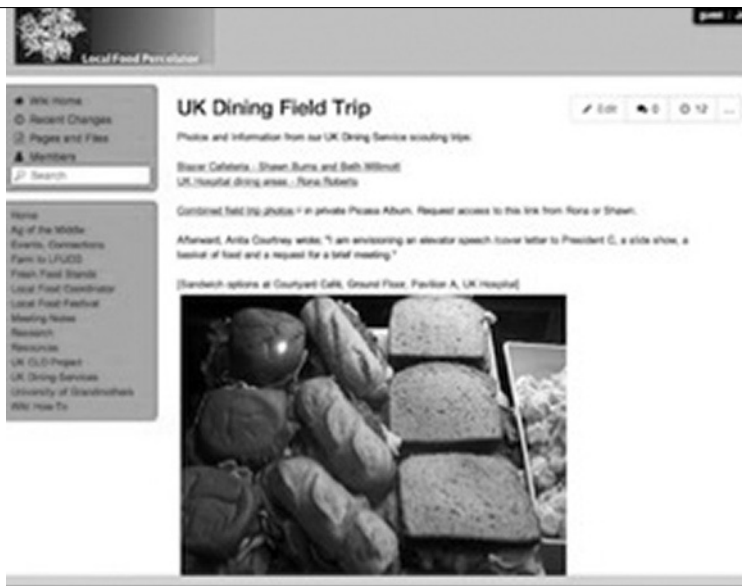 guest
Local Food Percolator
Wiki Home
Recent Changes
Pages and Files
Members
Search
Home
Ag of the Middle
Events, Connections
Farm to LFUCG
Fresh Food Stands
Local Food Coordinator
Local Food Festival
Meeting Notes
Research
Resources
UK CLD Project
UK Dining Services
University of Grandmothers
Wiki How-To
UK Dining Field Trip
Edit 0 12 ...
Photos and Information from our UK Dining Service scouting trips:
Blazer Cafeteria - Shawn Burns and Beth Willmott
UK Hospital dining areas - Rona Roberts
Combined field trip photos in private Picasa Album. Request access to this link from Rona or Shawn.
Afterward, Anita Courtney wrote: "I am envisioning an elevator speech /cover letter to President C, a slide show, a
basket of food and a request for a brief meeting."
[Sandwich options at Courtyard Café, Ground Floor, Pavilion A, UK Hospital]